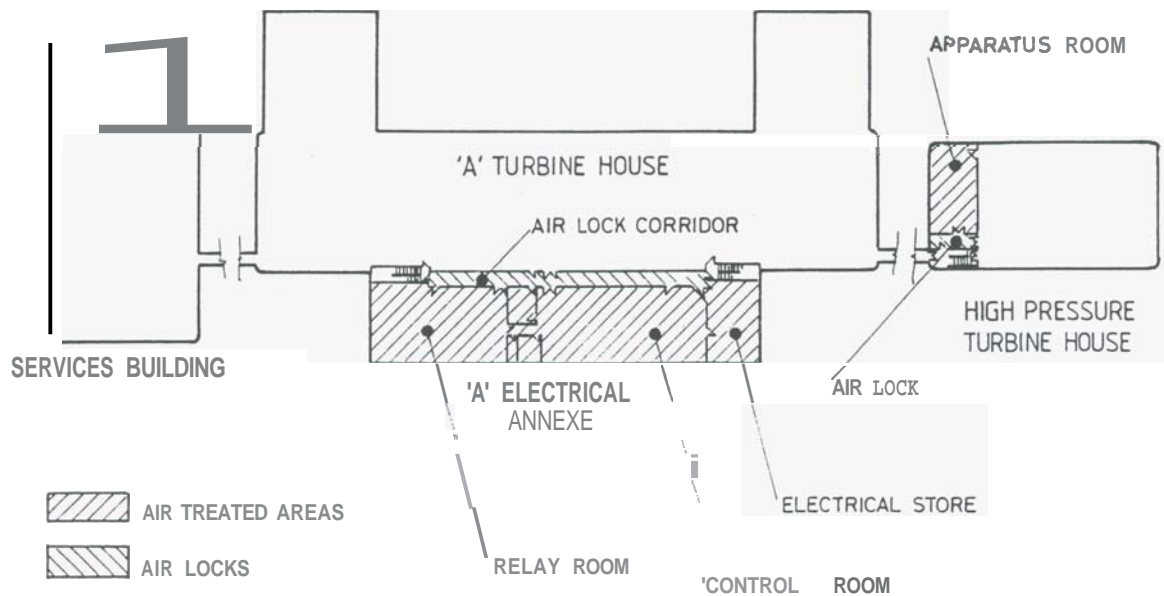 1
APPARATUS ROOM
'A' TURBINE HOUSE
AIR LOCK CORRIDOR
HIGH PRESSURE
TURBINE HOUSE
SERVICES BUILDING
'A' ELECTRICAL
ANNEXE
AIR LOCK
ELECTRICAL STORE
AIR TREATED AREAS
AIR LOCKS
RELAY ROOM
'CONTROL ROOM